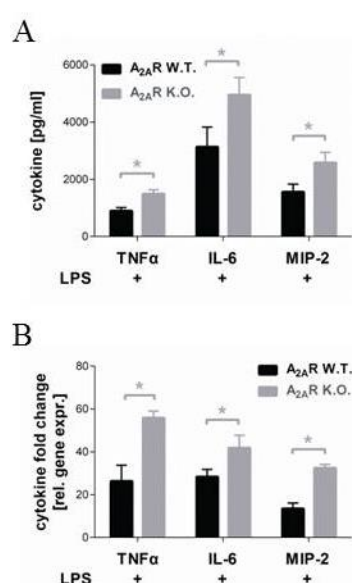 A
cytokine [pg/ml]
6000
4000
2000
0
A2AR W.T.
A2AR K.O.
*
*
*
TNFα IL-6 MIP-2
LPS + + +
B
cytokine fold change
[rel. gene expr.]
80
60
40
20
0
A2AR W.T.
A2AR K.O.
*
*
*
TNFα IL-6 MIP-2
LPS + + +